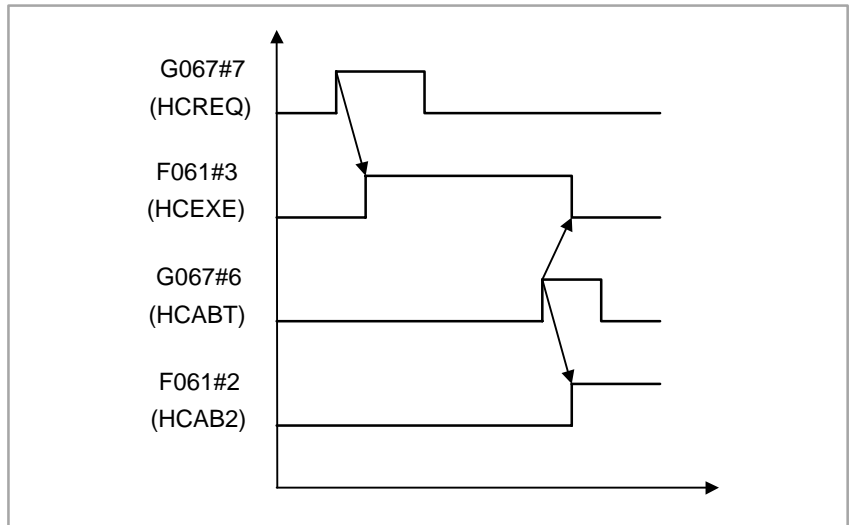 G067#7
(HCREQ)
F061#3
(HCEXE)
G067#6
(HCABT)
F061#2
(HCAB2)